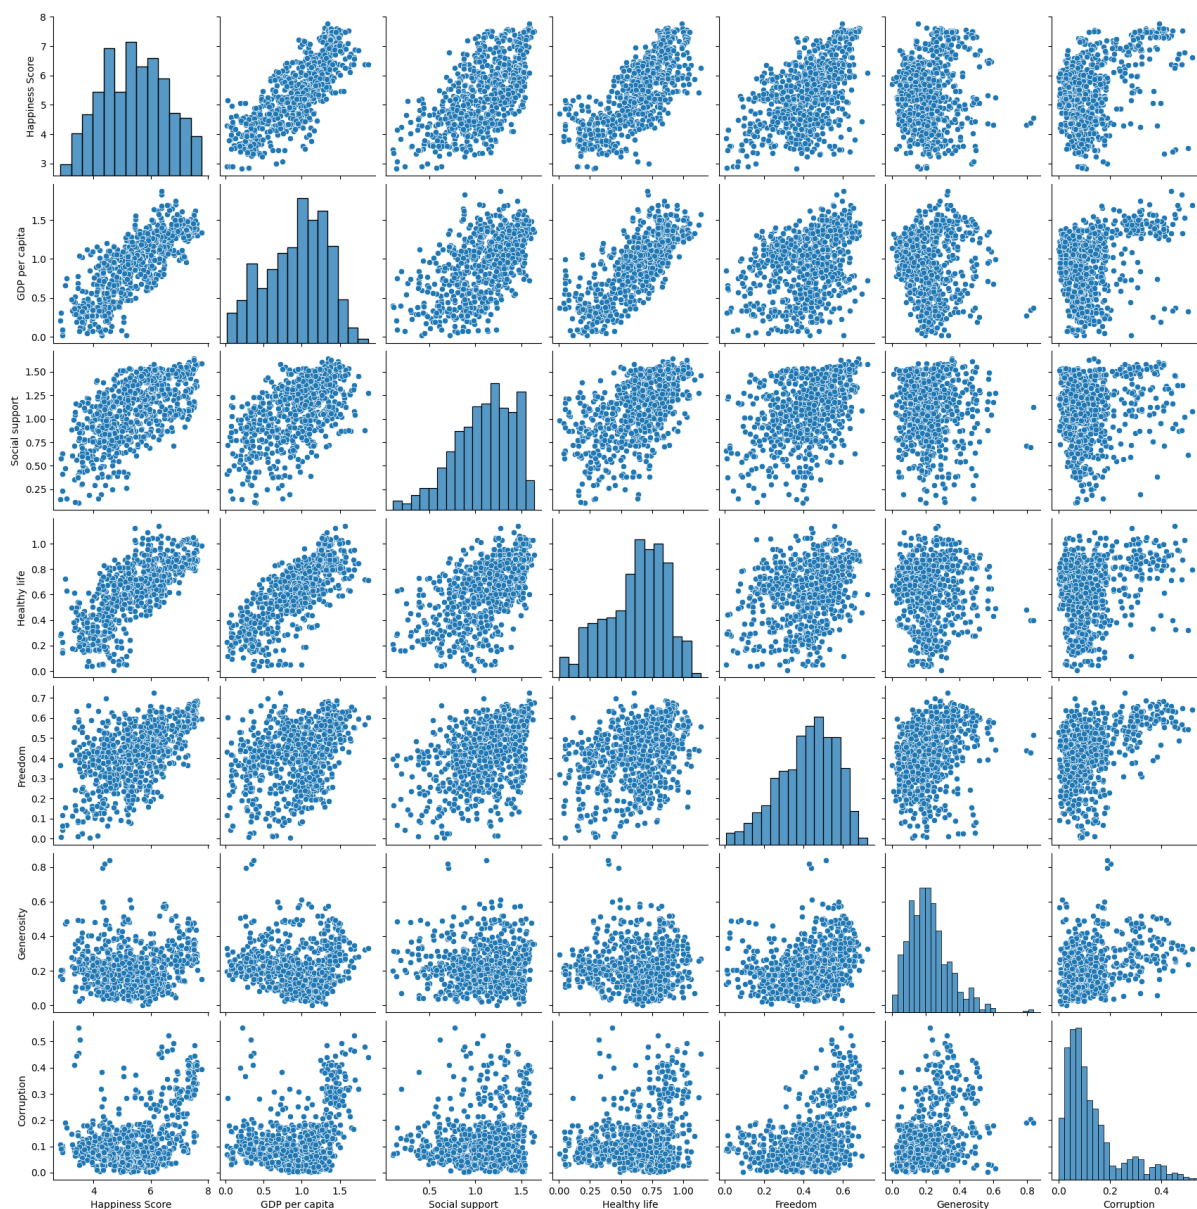 8
7
6
5
4
3
Happiness Score
1.5
1.0
0.5
0.0
GDP per capita
1.50
1.25
1.00
0.75
0.50
0.25
Social support
1.0
0.8
0.6
0.4
0.2
0.0
Healthy life
0.7
0.6
0.5
0.4
0.3
0.2
0.1
0.0
Freedom
0.8
0.6
0.4
0.2
0.0
Generosity
0.5
0.4
0.3
0.2
0.1
0.0
Corruption
4 6 8
0.0 0.5 1.0 1.5
0.5 1.0 1.5
0.00 0.25 0.50 0.75 1.00
0.0 0.2 0.4 0.6
0.0 0.2 0.4 0.6 0.8
0.0 0.2 0.4
Happiness Score
GDP per capita
Social support
Healthy life
Freedom
Generosity
Corruption